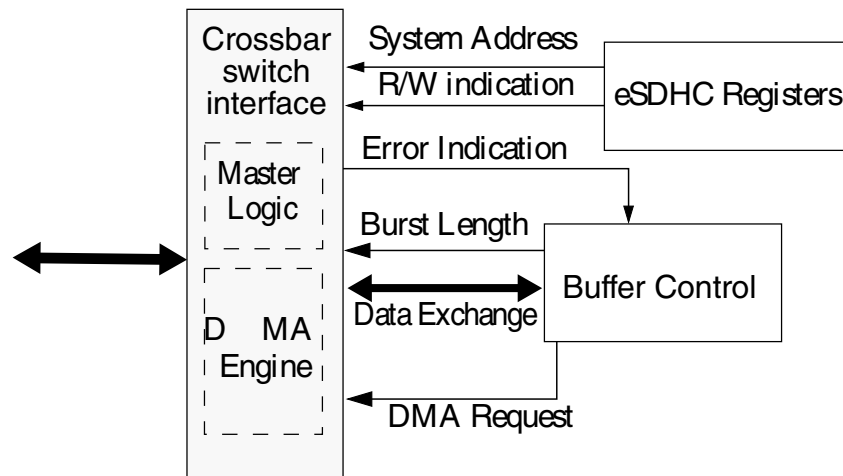 Crossbar
switch
interface
Master
Logic
D MA
Engine
System Address
R/W indication
eSDHC Registers
Error Indication
Burst Length
Buffer Control
Data Exchange
DMA Request